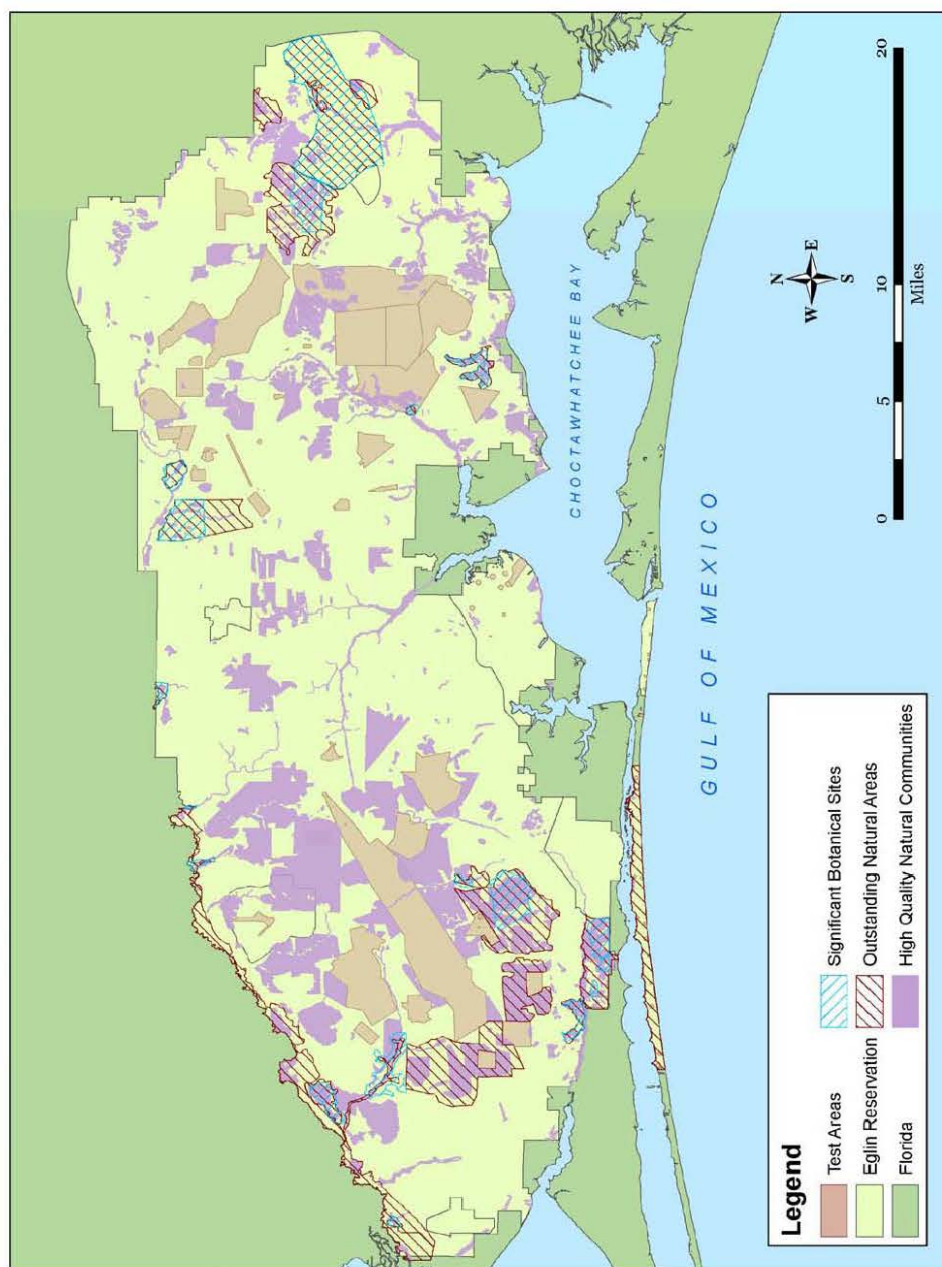 CHOCTAWHATCHEE BAY
GULF OF MEXICO
N
W E
S
0 5 10 20
Miles
Legend
Test Areas
Eglin Reservation
Florida
Significant Botanical Sites
Outstanding Natural Areas
High Quality Natural Communities